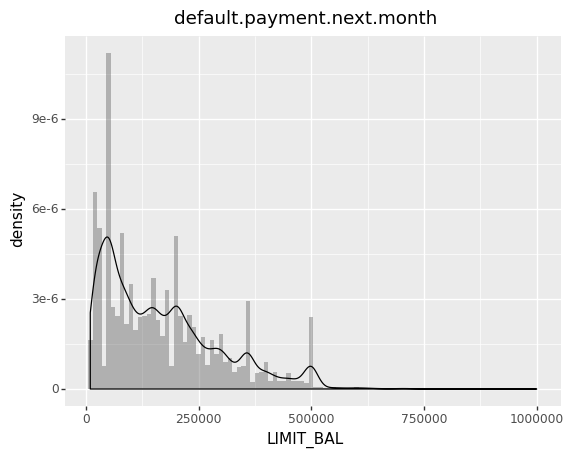 default.payment.next.month
density
9e-6
6e-6
3e-6
0
0
250000
500000
750000
1000000
LIMIT_BAL